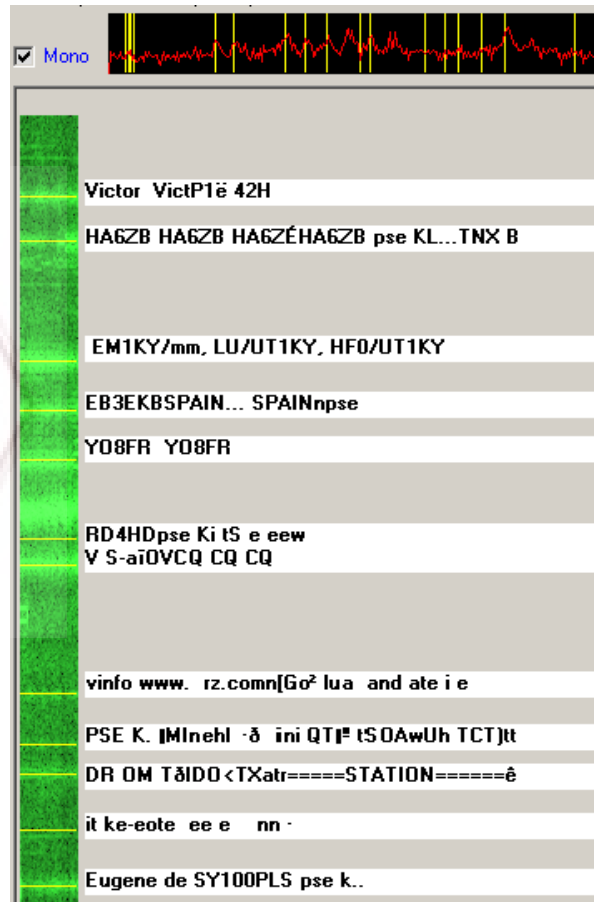 Mono
Victor VictP1ë 42H
HA6ZB HA6ZB HA6ZÉHA6ZB pse KL...TNX B
EM1KY/mm, LU/UT1KY, HF0/UT1KY
EB3EKBSPAIN... SPAINnpse
YO8FR YO8FR
RD4HDpse Ki tS e eew
V S-aïOVCQ CQ CQ
vinfo www. rz.comn[Go² lua and ate i e
PSE K. ini tSOAwUh TCT)tt
DR OM TðIDO<TXatr=====STATION======ê
it ke-eote ee e nn ·
Eugene de SY100PLS pse k..